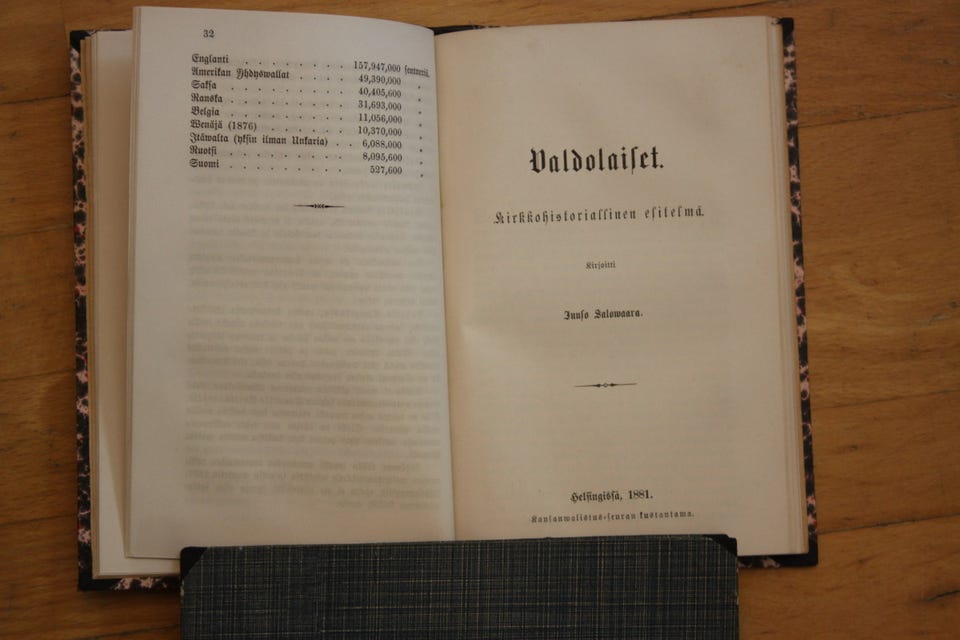 32
Englanti . . . . . . . . 157,947,000 sentneriä.
Amerikan Yhdyswallat . . . . . 49,390,000 "
Saksa . . . . . . . . . 40,405,600 "
Ranska . . . . . . . . . 31,693,000 "
Belgia . . . . . . . . . 11,056,000 "
Wenäjä (1876) . . . . . . . 10,370,000 "
Itäwalta (yksin ilman Unkaria) . . 6,088,000 "
Ruotsi . . . . . . . . . 8,095,600 "
Suomi . . . . . . . . . 527,600 "
Valdolaiset.
Kirkkohistoriallinen esitelmä.
Kirjoitti
Juuso Salowaara.
Helsingissä, 1881.
Kansanwalistus-seuran kustantama.